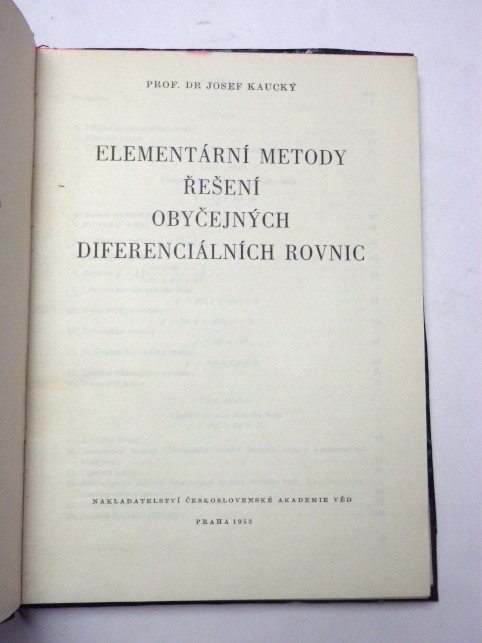 PROF. DR JOSEF KAUCKÝ
ELEMENTÁRNÍ METODY
ŘEŠENÍ
OBYČEJNÝCH
DIFERENCIÁLNÍCH ROVNIC
NAKLADATELSTVÍ ČESKOSLOVENSKÉ AKADEMIE VĚD
PRAHA 1953